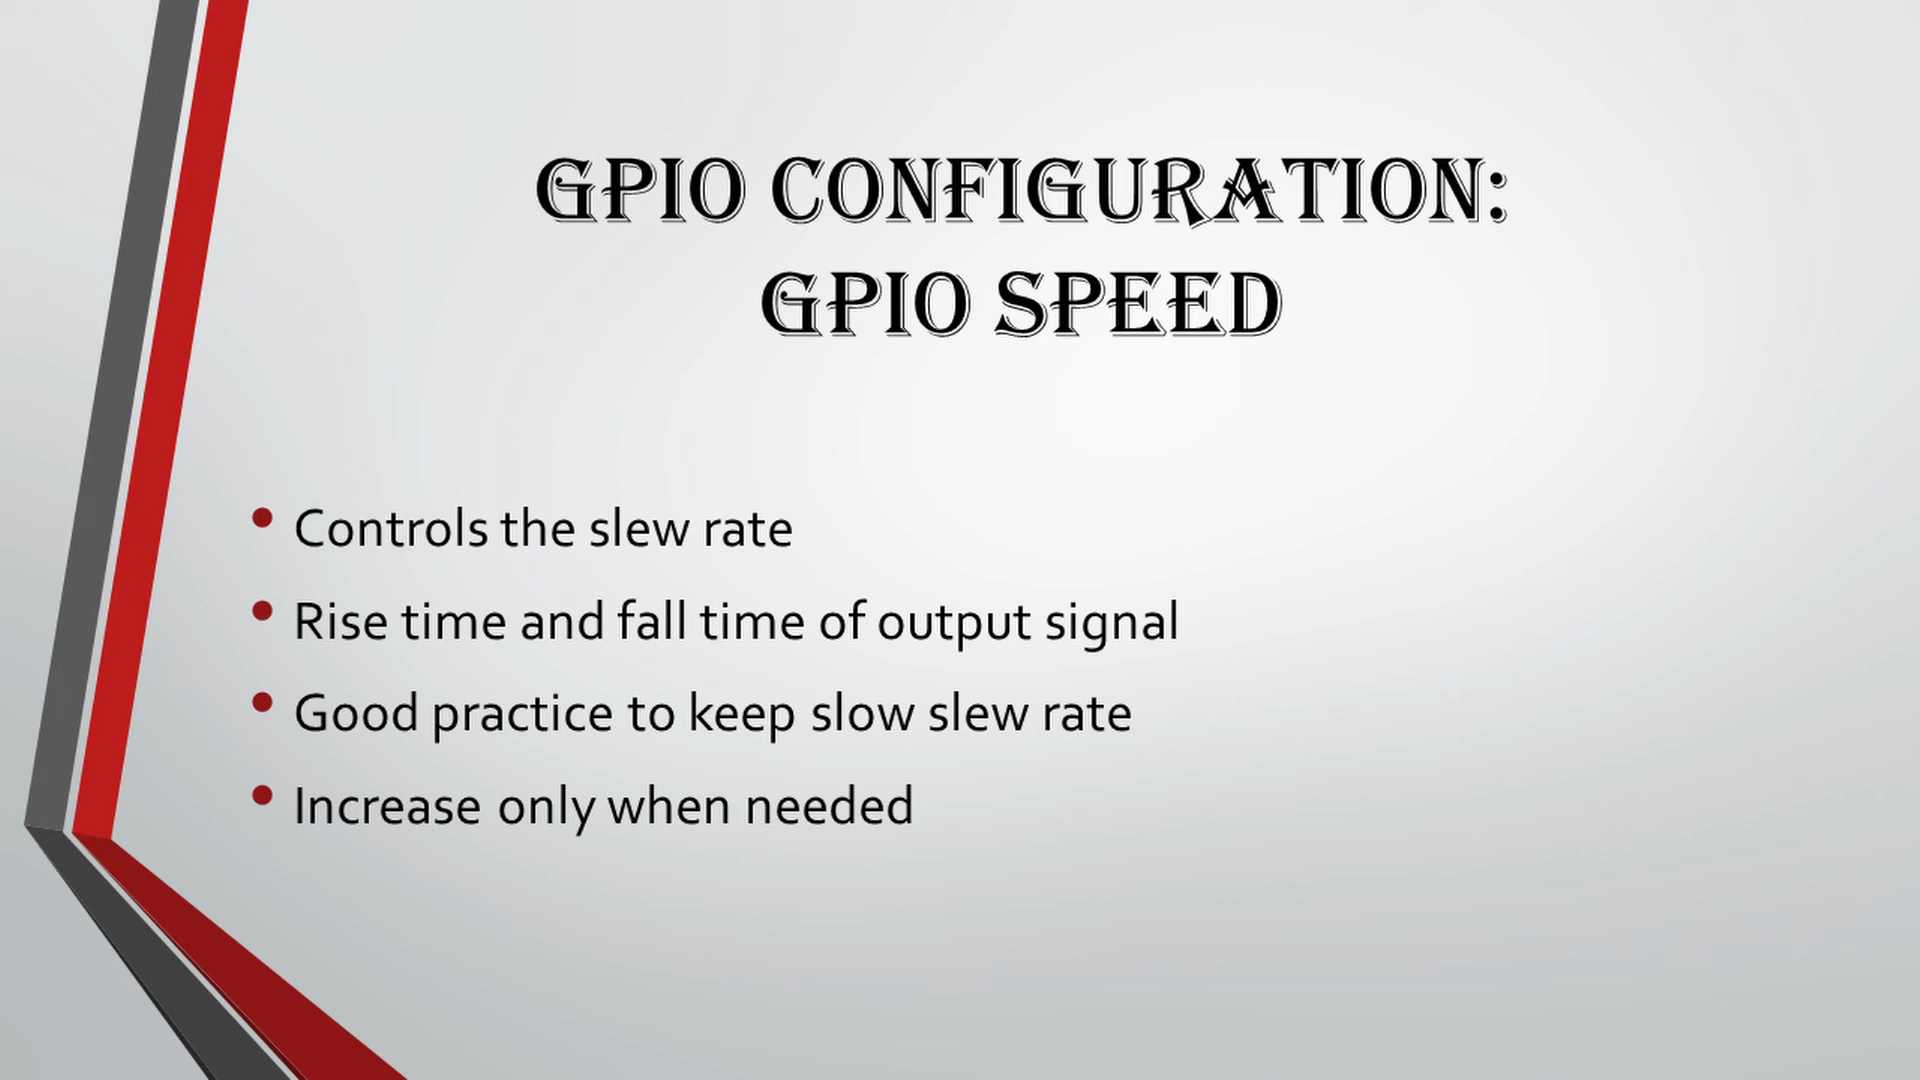 GPIO CONFIGURATION:
GPIO SPEED
• Controls the slew rate
• Rise time and fall time of output signal
• Good practice to keep slow slew rate
• Increase only when needed